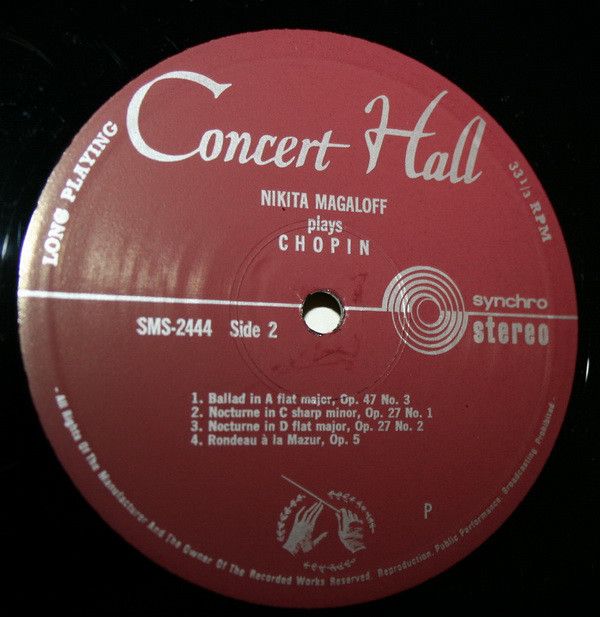 Concert Hall
LONG PLAYING
33 1/3 RPM
NIKITA MAGALOFF
plays
CHOPIN
synchro
stereo
SMS-2444 Side 2
1. Ballad in A flat major, Op. 47 No. 3
2. Nocturne in C sharp minor, Op. 27 No. 1
3. Nocturne in D flat major, Op. 27 No. 2
4. Rondeau à la Mazur, Op. 5
P
- All Rights Of The Manufacturer And The Owner Of The Recorded Works Reserved. Reproduction, Public Performance, Broadcasting Prohibited. -